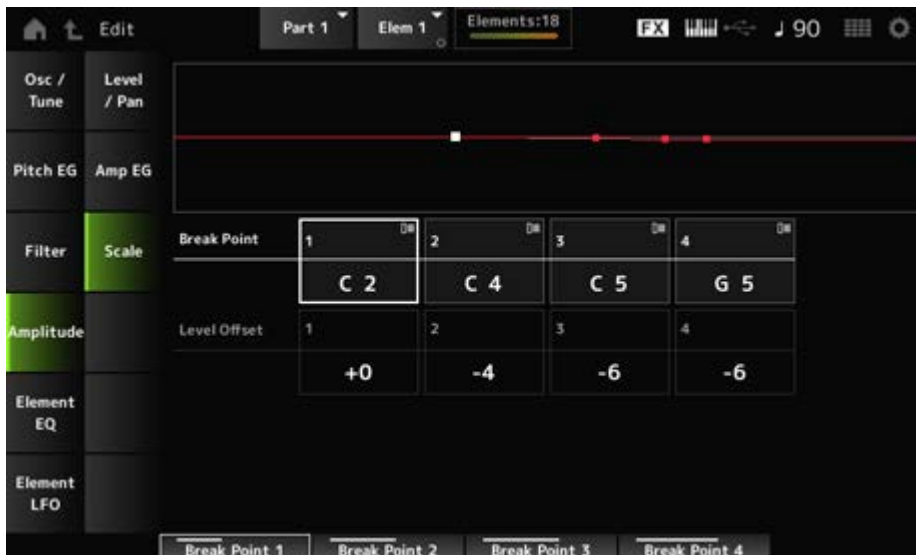 Edit
Part 1
Elem 1
Elements:18
FX
♩ 90
Osc /
Tune
Level
/ Pan
Pitch EG
Amp EG
Filter
Scale
Amplitude
Element
EQ
Element
LFO
Break Point
1
2
3
4
C 2
C 4
C 5
G 5
Level Offset
1
2
3
4
+0
-4
-6
-6
Break Point 1
Break Point 2
Break Point 3
Break Point 4